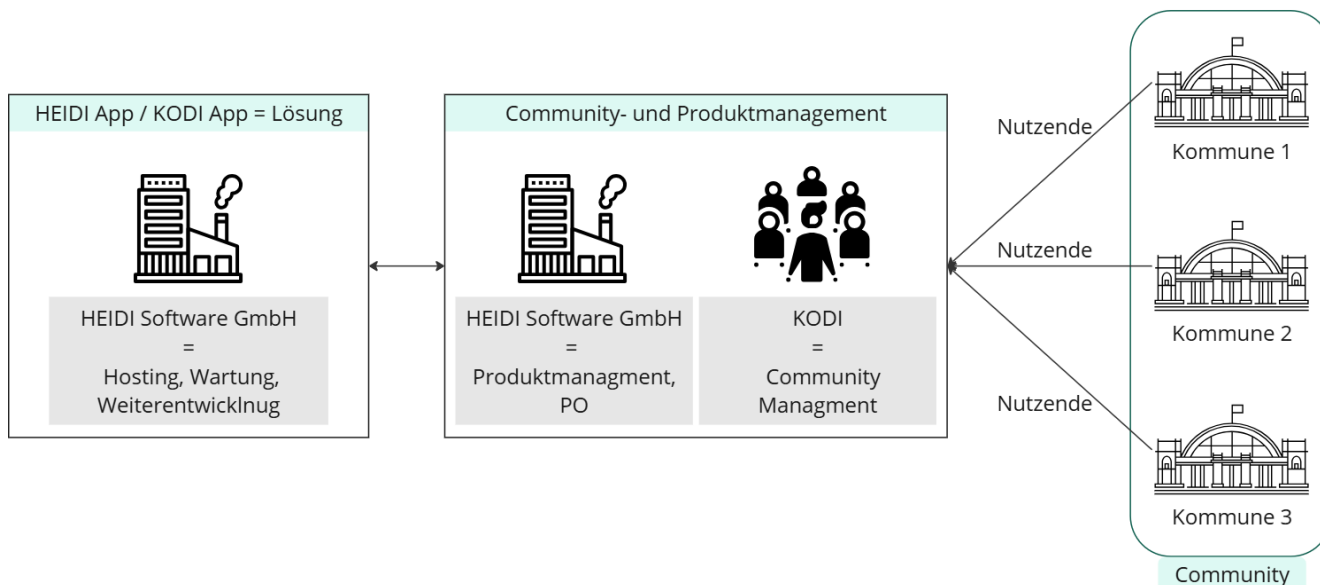 HEIDI App / KODI App = Lösung
HEIDI Software GmbH
=
Hosting, Wartung,
Weiterentwicklnug
Community- und Produktmanagement
HEIDI Software GmbH
=
Produktmanagment,
PO
KODI
=
Community
Managment
Nutzende
Nutzende
Nutzende
Kommune 1
Kommune 2
Kommune 3
Community